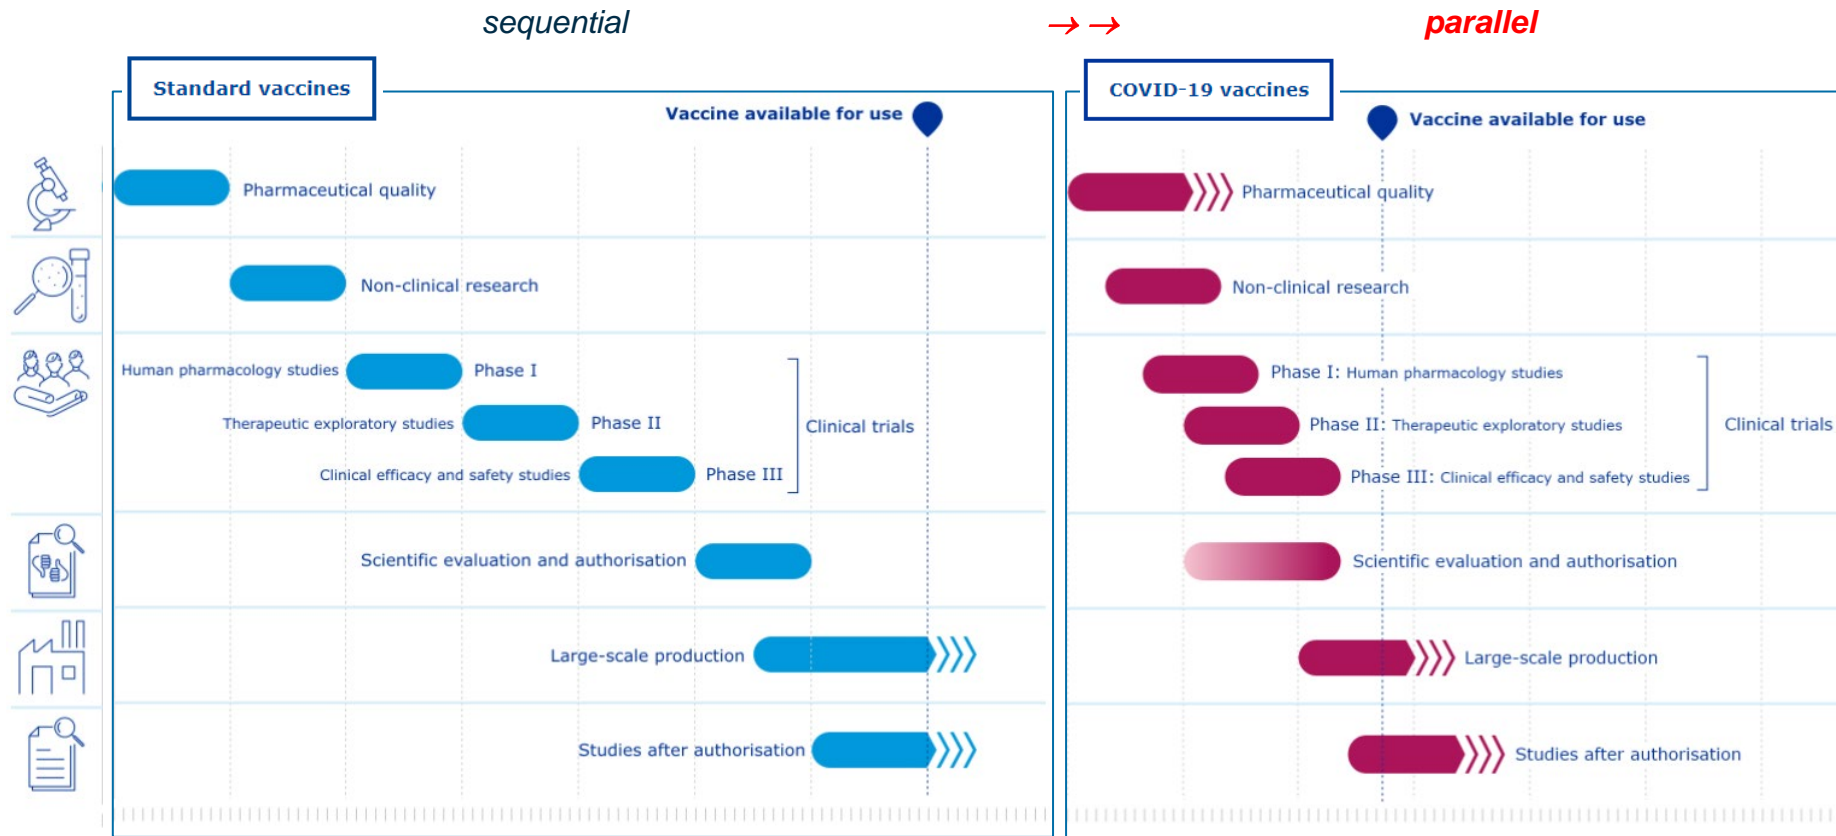 sequential
→→
parallel
Standard vaccines
Vaccine available for use
Pharmaceutical quality
Non-clinical research
Human pharmacology studies
Phase I
Therapeutic exploratory studies
Phase II
Clinical efficacy and safety studies
Phase III
Clinical trials
Scientific evaluation and authorisation
Large-scale production
Studies after authorisation
COVID-19 vaccines
Vaccine available for use
Pharmaceutical quality
Non-clinical research
Phase I: Human pharmacology studies
Phase II: Therapeutic exploratory studies
Phase III: Clinical efficacy and safety studies
Clinical trials
Scientific evaluation and authorisation
Large-scale production
Studies after authorisation